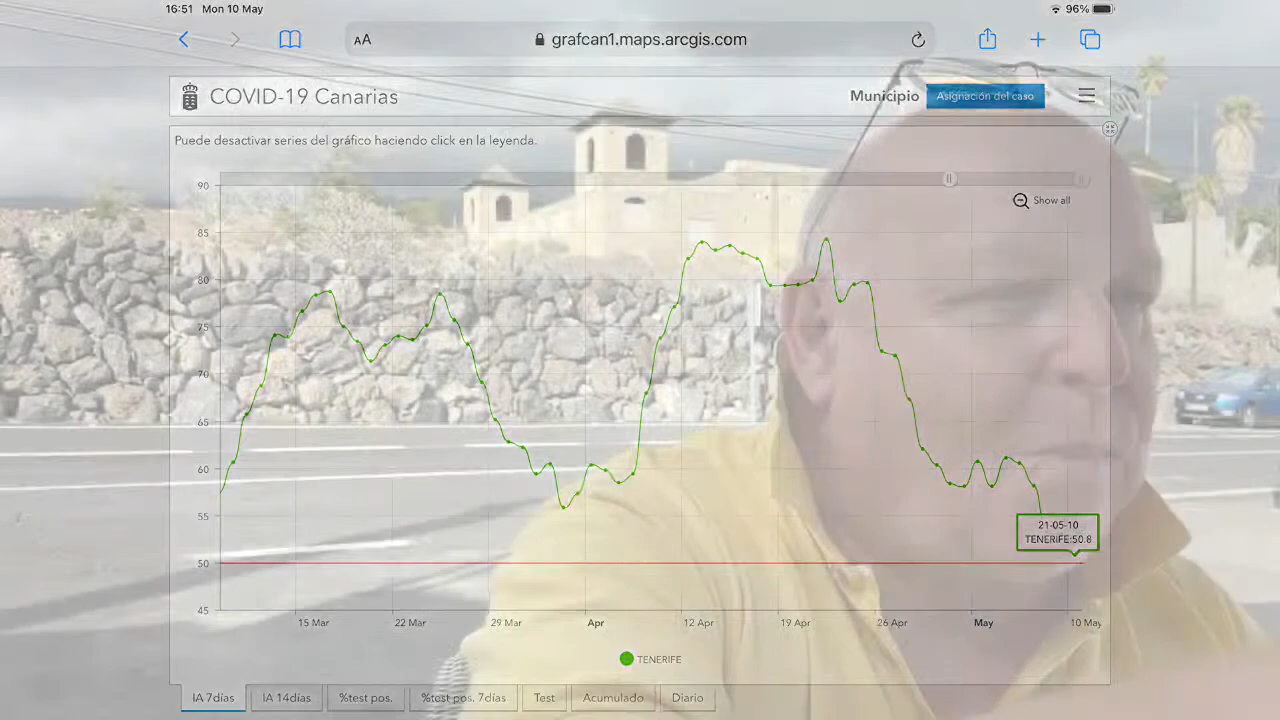 16:51 Mon 10 May 96%
AA grafcan1.maps.arcgis.com
COVID-19 Canarias Municipio Asignación del caso
Puede desactivar series del gráfico haciendo click en la leyenda.
Show all
90
85
80
75
70
65
60
55
50
45
21-05-10
TENERIFE:50.8
15 Mar 22 Mar 29 Mar Apr 12 Apr 19 Apr 26 Apr May 10 May
TENERIFE
IA 7días IA 14días %test pos. %test pos. 7días Test Acumulado Diario